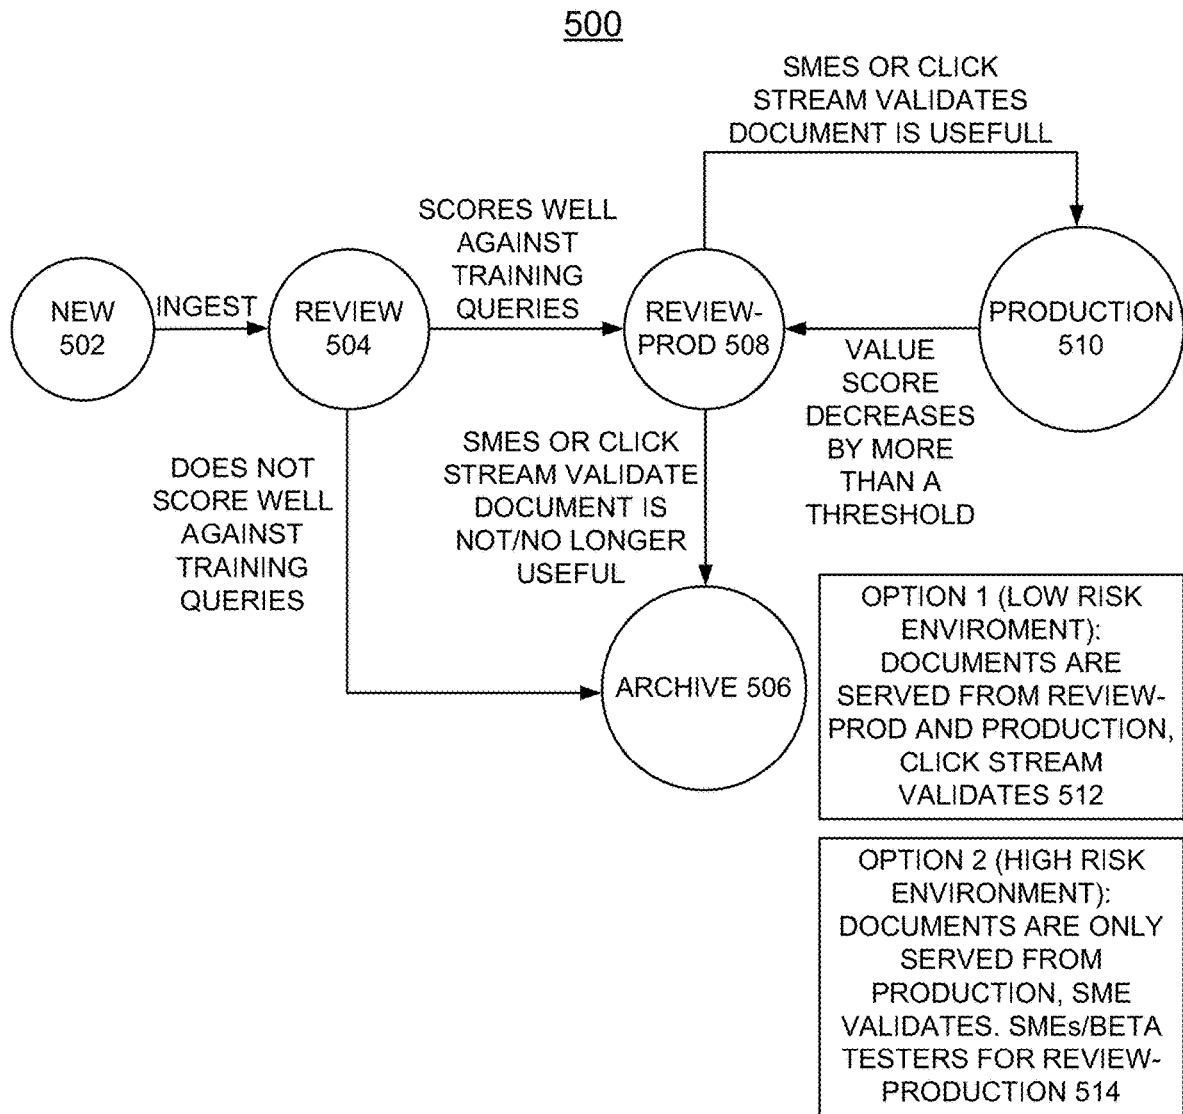 500
SMES OR CLICK
STREAM VALIDATES
DOCUMENT IS USEFULL
SCORES WELL
AGAINST
TRAINING
QUERIES
NEW
502
INGEST
REVIEW
504
REVIEW-
PROD 508
PRODUCTION
510
VALUE
SCORE
DECREASES
BY MORE
THAN A
THRESHOLD
DOES NOT
SCORE WELL
AGAINST
TRAINING
QUERIES
SMES OR CLICK
STREAM VALIDATE
DOCUMENT IS
NOT/NO LONGER
USEFUL
ARCHIVE 506
OPTION 1 (LOW RISK
ENVIROMENT):
DOCUMENTS ARE
SERVED FROM REVIEW-
PROD AND PRODUCTION,
CLICK STREAM
VALIDATES 512
OPTION 2 (HIGH RISK
ENVIRONMENT):
DOCUMENTS ARE ONLY
SERVED FROM
PRODUCTION, SME
VALIDATES. SMEs/BETA
TESTERS FOR REVIEW-
PRODUCTION 514